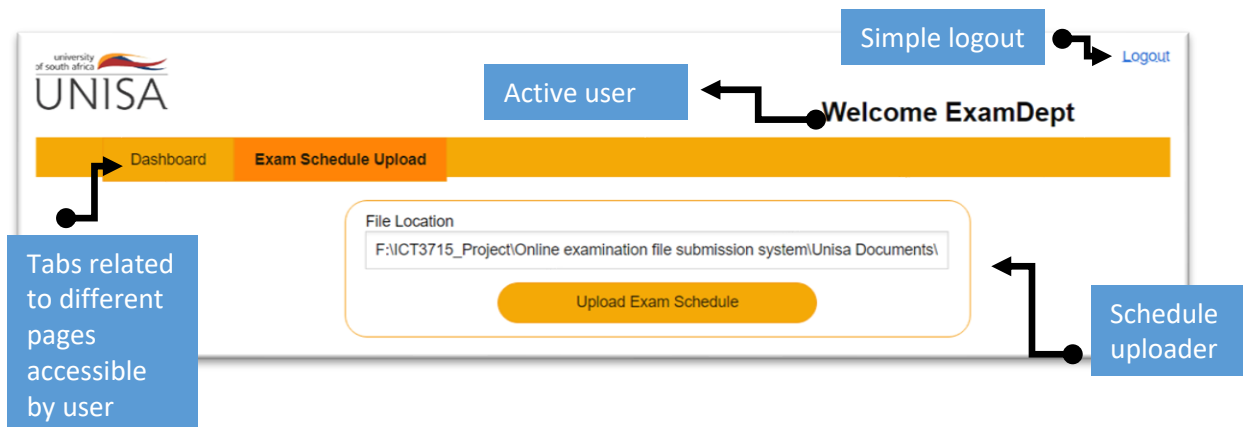 Simple logout
Logout
university
of south africa
UNISA
Active user
Welcome ExamDept
Dashboard
Exam Schedule Upload
File Location
F:\ICT3715_Project\Online examination file submission system\Unisa Documents\
Upload Exam Schedule
Tabs related
to different
pages
accessible
by user
Schedule
uploader